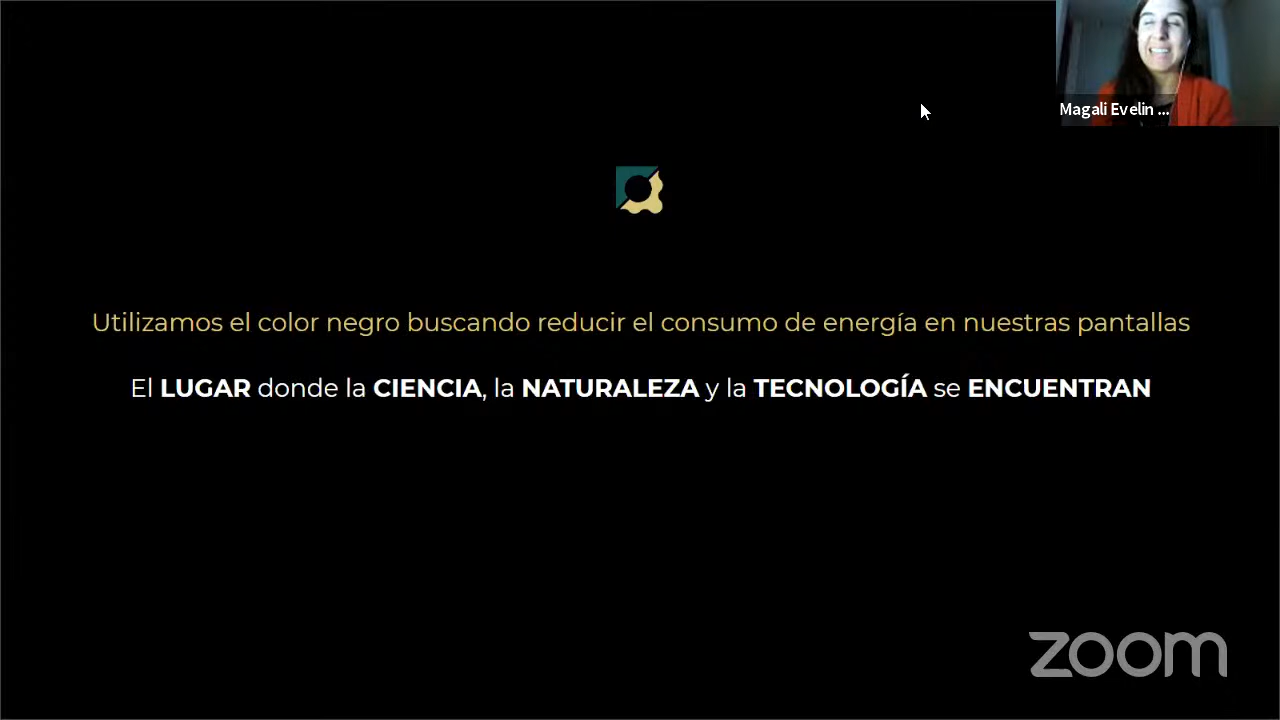 Magali Evelin ...
Utilizamos el color negro buscando reducir el consumo de energía en nuestras pantallas
El LUGAR donde la CIENCIA, la NATURALEZA y la TECNOLOGÍA se ENCUENTRAN
zoom